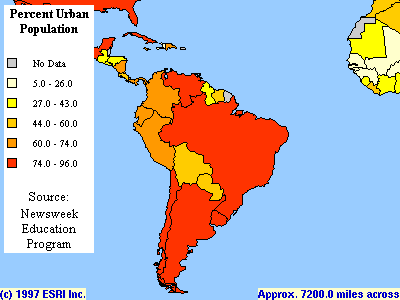 Percent Urban
Population
No Data
5.0 - 26.0
27.0 - 43.0
44.0 - 60.0
60.0 - 74.0
74.0 - 96.0
Source:
Newsweek
Education
Program
(c) 1997 ESRI Inc.
Approx. 7200.0 miles across